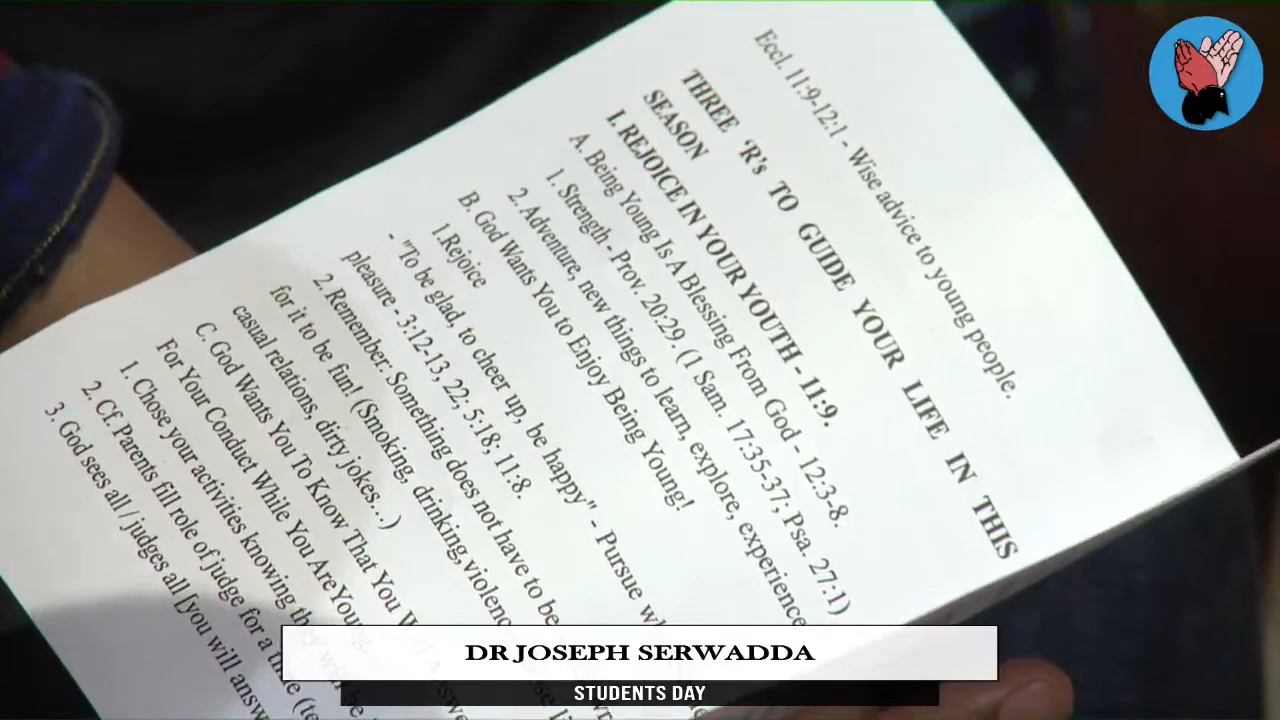 Eccl. 11:9-12:1 - Wise advice to young people.
THREE 'R's TO GUIDE YOUR LIFE IN THIS
SEASON
I. REJOICE IN YOUR YOUTH - 11:9.
A. Being Young Is A Blessing From God - 12:3-8.
1. Strength - Prov. 20:29. (1 Sam. 17:35-37; Psa. 27:1)
2. Adventure, new things to learn, explore, experience
B. God Wants You to Enjoy Being Young!
1.Rejoice
- "To be glad, to cheer up, be happy" - Pursue
pleasure - 3:12-13, 22; 5:18; 11:8.
2. Remember: Something does not have to be
for it to be fun! (Smoking, drinking, violence
casual relations, dirty jokes...)
C. God Wants You To Know That You
For Your Conduct While You Are Young.
1. Chose your activities knowing they will be
2. Cf. Parents fill role of judge for a time
3. God sees all / judges all [you will answ
DR JOSEPH SERWADDA
STUDENTS DAY